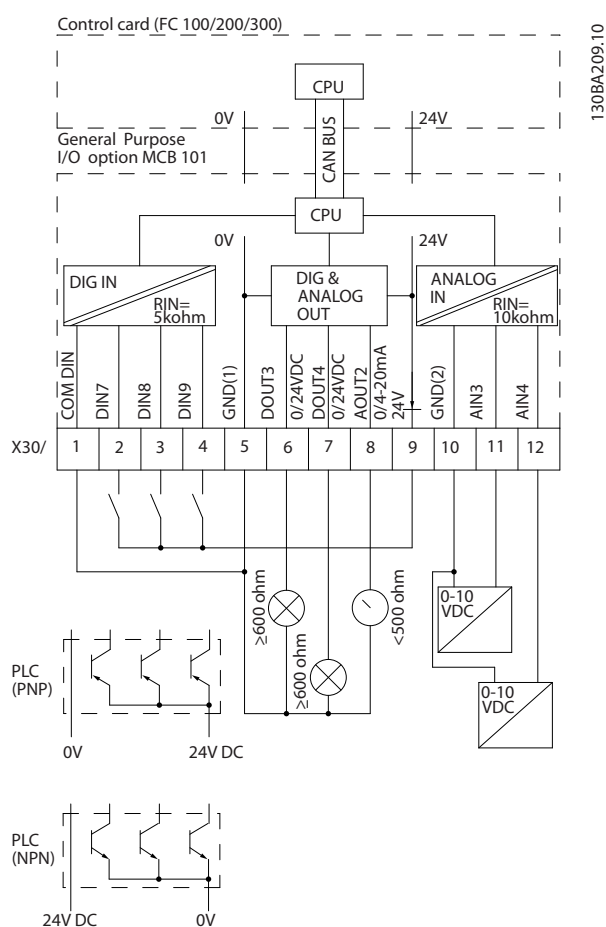 Control card (FC 100/200/300)
130BA209.10
CPU
0V
24V
CAN BUS
General Purpose
I/O option MCB 101
CPU
0V
24V
DIG IN
RIN=
5kohm
DIG &
ANALOG
OUT
ANALOG
IN
RIN=
10kohm
COM DIN
DIN7
DIN8
DIN9
GND(1)
DOUT3
0/24VDC
DOUT4
0/24VDC
AOUT2
0/4-20mA
24V
GND(2)
AIN3
AIN4
X30/ 1 2 3 4 5 6 7 8 9 10 11 12
≥600 ohm
≥600 ohm
<500 ohm
0-10
VDC
0-10
VDC
PLC
(PNP)
0V
24V DC
PLC
(NPN)
24V DC
0V